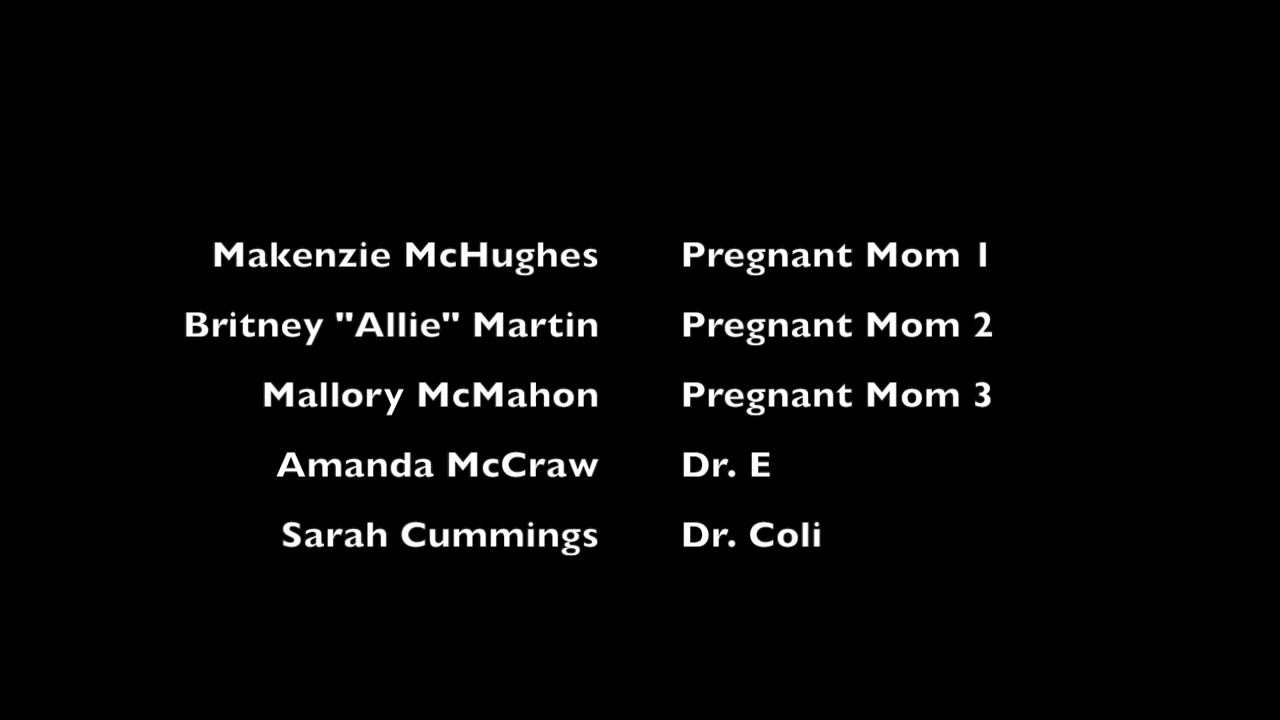 Makenzie McHughes Pregnant Mom 1
Britney "Allie" Martin Pregnant Mom 2
Mallory McMahon Pregnant Mom 3
Amanda McCraw Dr. E
Sarah Cummings Dr. Coli